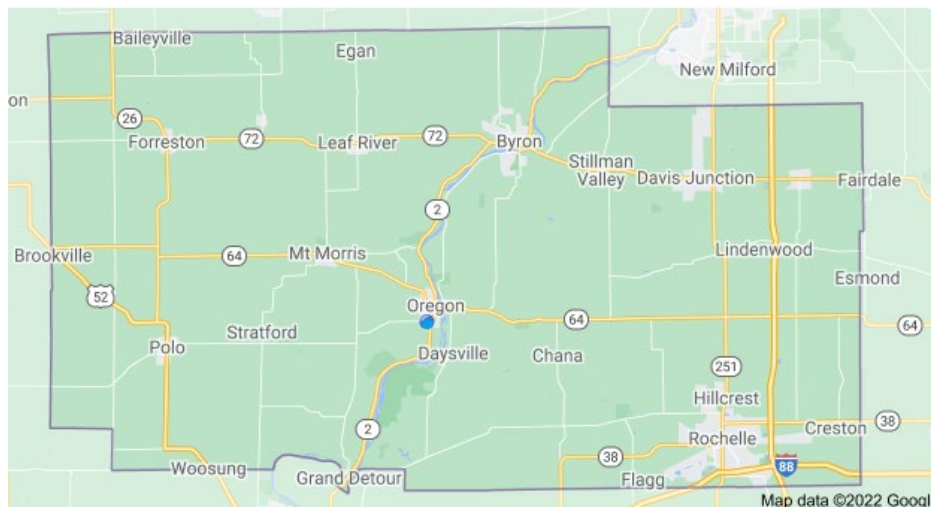 Baileyville
Egan
New Milford
on
26
Forreston
72
Leaf River
72
Byron
Stillman
Valley
Davis Junction
Fairdale
2
Brookville
64
Mt Morris
Lindenwood
Esmond
52
Oregon
64
64
Polo
Stratford
Daysville
Chana
251
Hillcrest
2
Rochelle
Creston
38
38
Woosung
Grand Detour
Flagg
88
Map data ©2022 Googl